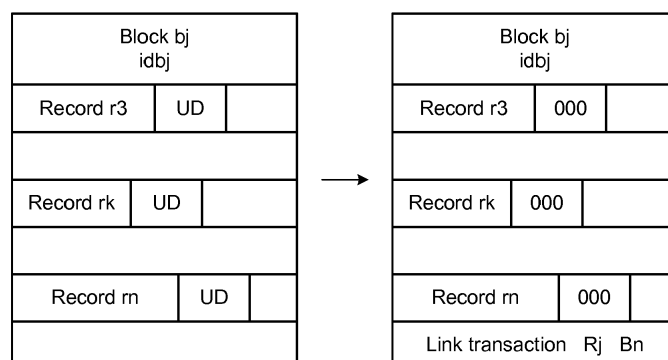 Block bj
idbj
Record r3 UD
Record rk UD
Record rn UD
Block bj
idbj
Record r3 000
Record rk 000
Record rn 000
Link transaction Rj Bn